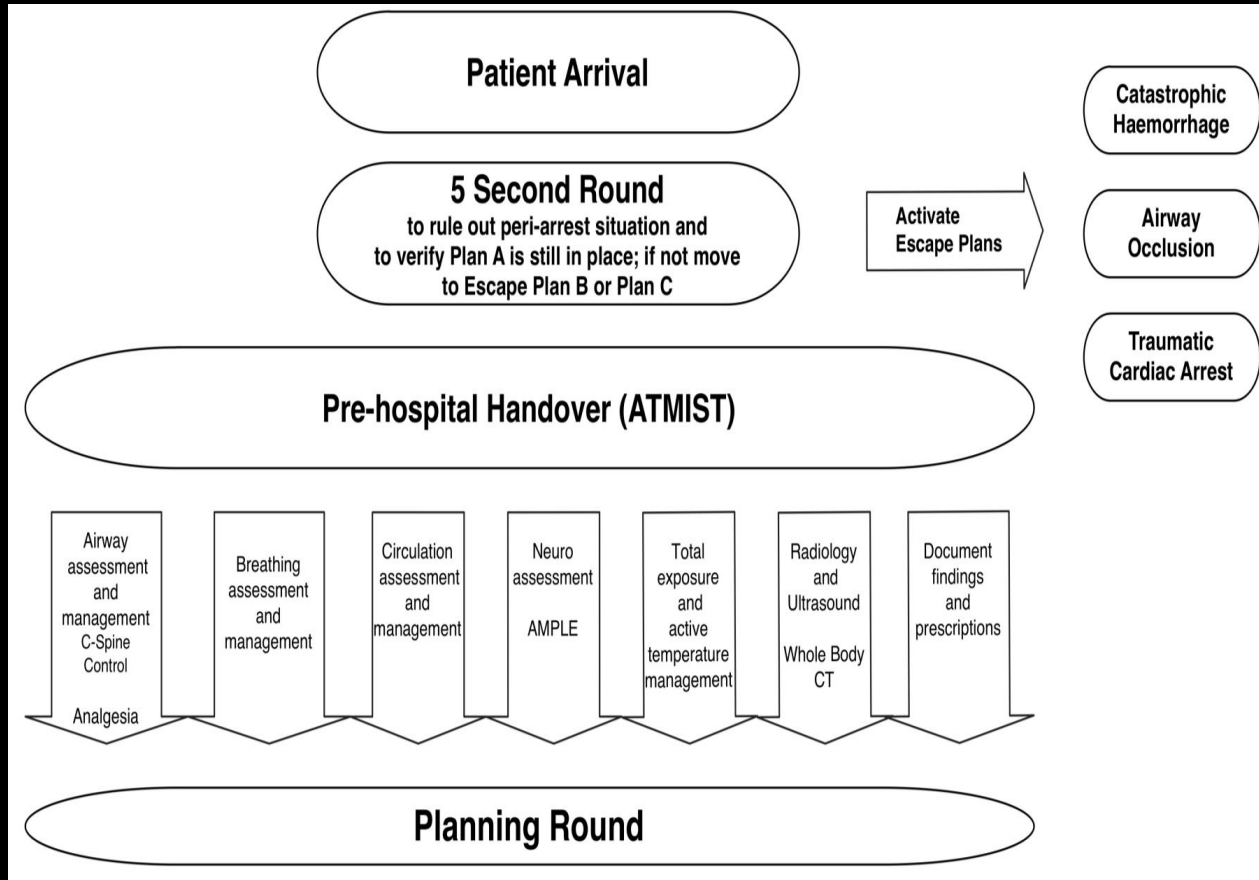 Patient Arrival
5 Second Round
to rule out peri-arrest situation and
to verify Plan A is still in place; if not move
to Escape Plan B or Plan C
Activate
Escape Plans
Catastrophic
Haemorrhage
Airway
Occlusion
Traumatic
Cardiac Arrest
Pre-hospital Handover (ATMIST)
Airway
assessment
and
management
C-Spine
Control
Analgesia
Breathing
assessment
and
management
Circulation
assessment
and
management
Neuro
assessment
AMPLE
Total
exposure
and
active
temperature
management
Radiology
and
Ultrasound
Whole Body
CT
Document
findings
and
prescriptions
Planning Round